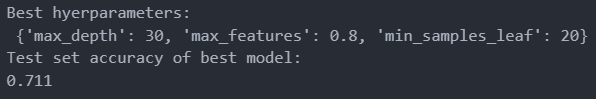 Best hyerparameters:
{'max_depth': 30, 'max_features': 0.8, 'min_samples_leaf': 20}
Test set accuracy of best model:
0.711